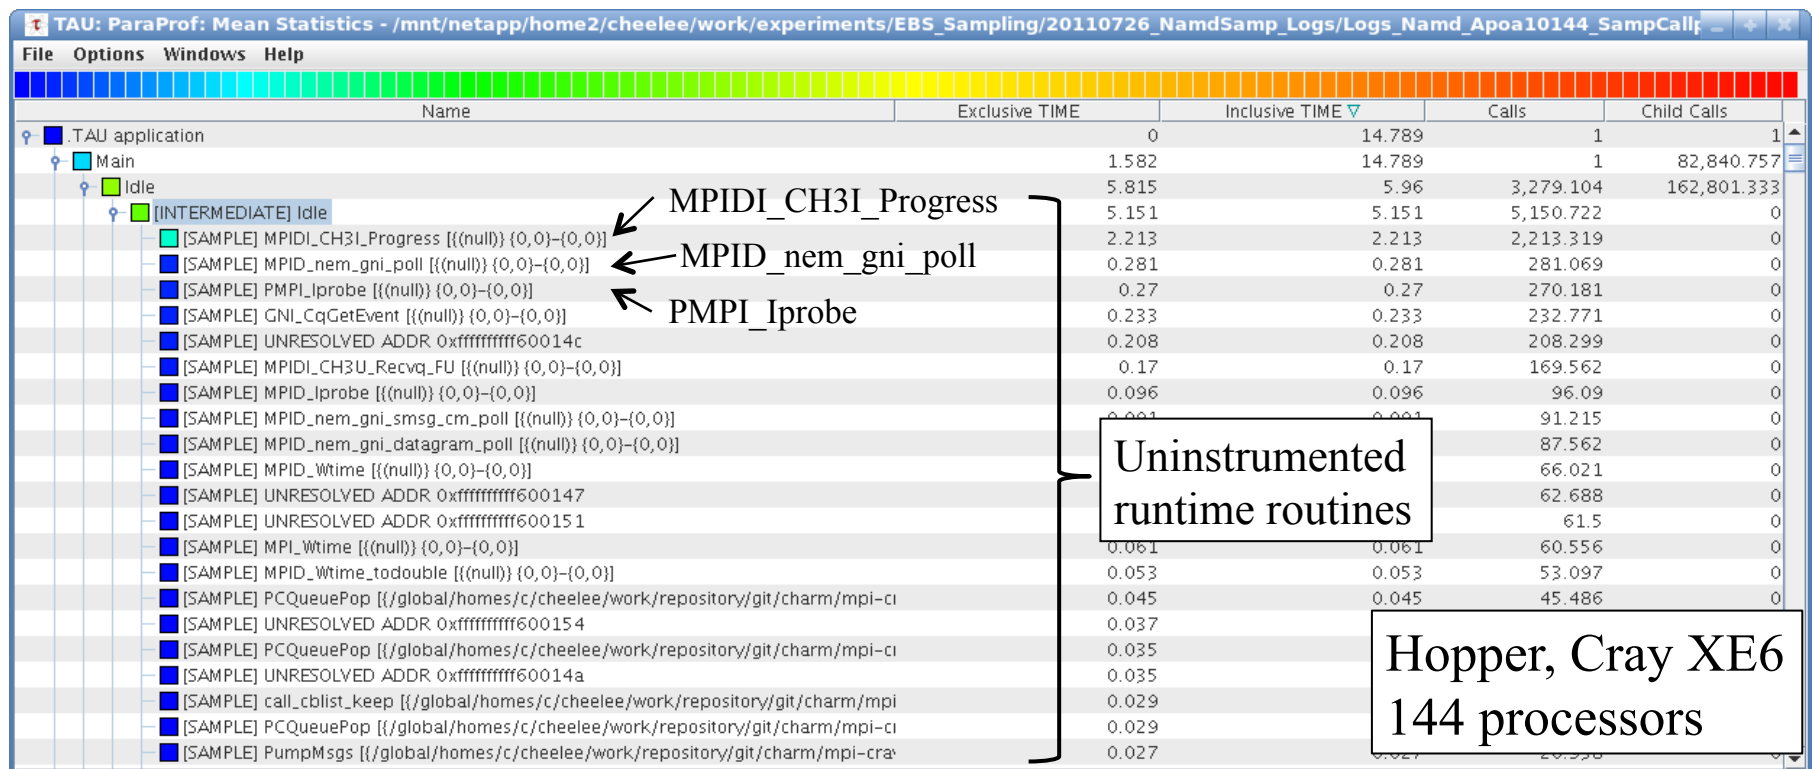 TAU: ParaProf: Mean Statistics - /mnt/netapp/home2/cheelee/work/experiments/EBS_Sampling/20110726_NamdSamp_Logs/Logs_Namd_Apoa10144_SampCallp
File Options Windows Help
Name Exclusive TIME Inclusive TIME ▽ Calls Child Calls
.TAU application 0 14.789 1 1
Main 1.582 14.789 1 82,840.757
Idle 5.815 5.96 3,279.104 162,801.333
[INTERMEDIATE] Idle 5.151 5.151 5,150.722 0
[SAMPLE] MPIDI_CH3I_Progress [{(null)} {0,0}-{0,0}] 2.213 2.213 2,213.319 0
[SAMPLE] MPID_nem_gni_poll [{(null)} {0,0}-{0,0}] 0.281 0.281 281.069 0
[SAMPLE] PMPI_Iprobe [{(null)} {0,0}-{0,0}] 0.27 0.27 270.181 0
[SAMPLE] GNI_CqGetEvent [{(null)} {0,0}-{0,0}] 0.233 0.233 232.771 0
[SAMPLE] UNRESOLVED ADDR 0xffffffffff60014c 0.208 0.208 208.299 0
[SAMPLE] MPIDI_CH3U_Recvq_FU [{(null)} {0,0}-{0,0}] 0.17 0.17 169.562 0
[SAMPLE] MPID_Iprobe [{(null)} {0,0}-{0,0}] 0.096 0.096 96.09 0
[SAMPLE] MPID_nem_gni_smsg_cm_poll [{(null)} {0,0}-{0,0}] 91.215 0
[SAMPLE] MPID_nem_gni_datagram_poll [{(null)} {0,0}-{0,0}] 87.562 0
[SAMPLE] MPID_Wtime [{(null)} {0,0}-{0,0}] 66.021 0
[SAMPLE] UNRESOLVED ADDR 0xffffffffff600147 62.688 0
[SAMPLE] UNRESOLVED ADDR 0xffffffffff600151 61.5 0
[SAMPLE] MPI_Wtime [{(null)} {0,0}-{0,0}] 0.061 0.061 60.556 0
[SAMPLE] MPID_Wtime_todouble [{(null)} {0,0}-{0,0}] 0.053 0.053 53.097 0
[SAMPLE] PCQueuePop [{/global/homes/c/cheelee/work/repository/git/charm/mpi-cr 0.045 0.045 45.486 0
[SAMPLE] UNRESOLVED ADDR 0xffffffffff600154 0.037
[SAMPLE] PCQueuePop [{/global/homes/c/cheelee/work/repository/git/charm/mpi-cr 0.035
[SAMPLE] UNRESOLVED ADDR 0xffffffffff60014a 0.035
[SAMPLE] call_cblist_keep [{/global/homes/c/cheelee/work/repository/git/charm/mpi 0.029
[SAMPLE] PCQueuePop [{/global/homes/c/cheelee/work/repository/git/charm/mpi-cr 0.029
[SAMPLE] PumpMsgs [{/global/homes/c/cheelee/work/repository/git/charm/mpi-cray 0.027
MPIDI_CH3I_Progress
MPID_nem_gni_poll
PMPI_Iprobe
Uninstrumented
runtime routines
Hopper, Cray XE6
144 processors